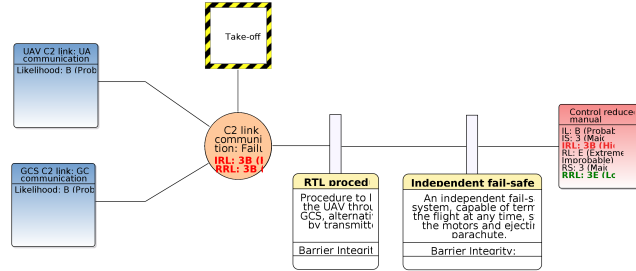 Take-off
UAV C2 link: UA
communication
Likelihood: B (Prob
C2 link
communi
tion: Failu
IRL: 3B (I
RRL: 3B (
GCS C2 link: GC
communication
Likelihood: B (Prob
RTL proced
Procedure to
the UAV throu
GCS, alternati
by transmitte
Barrier Integrit
Independent fail-safe
An independent fail-s
system, capable of term
the flight at any time, s
the motors and ejectin
parachute.
Barrier Integrity:
Control reduce
manual
IL: B (Probat
IS: 3 (Majo
IRL: 3B (Hig
RL: E (Extreme
Improbable)
RS: 3 (Majo
RRL: 3E (Lo